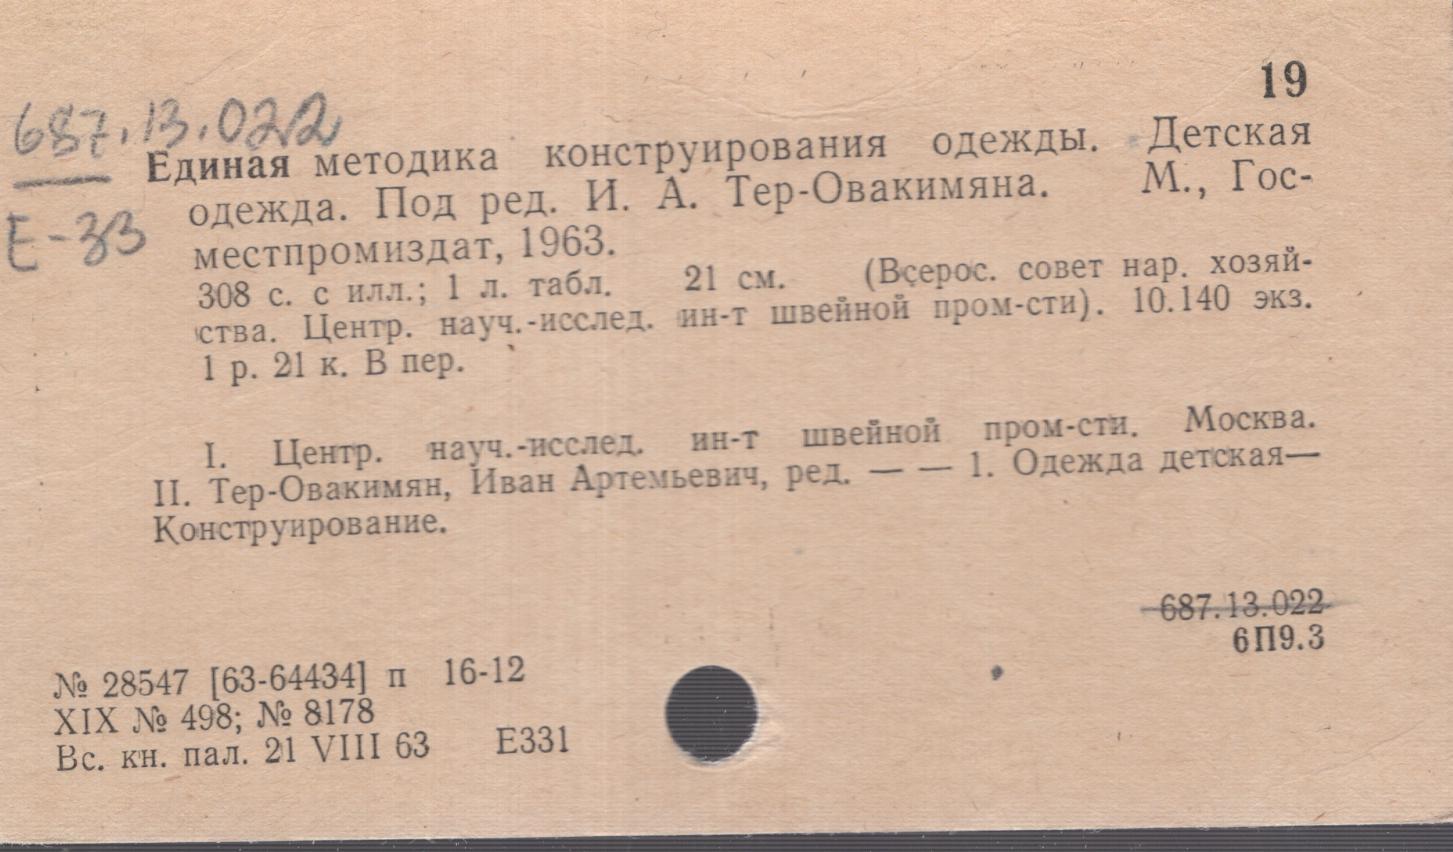 19
687.13.022
Единая методика конструирования одежды. Детская
Е-33
одежда. Под ред. И. А. Тер-Овакимяна. М., Гос-
местпромиздат, 1963.
308 с. с илл.; 1 л. табл. 21 см. (Всерос. совет нар. хозяй-
ства. Центр. науч.-исслед. ин-т швейной пром-сти). 10.140 экз.
1 р. 21 к. В пер.
I. Центр. науч.-исслед. ин-т швейной пром-сти. Москва.
II. Тер-Овакимян, Иван Артемьевич, ред. — — 1. Одежда детская—
Конструирование.
687.13.022
6П9.3
№ 28547 [63-64434] п 16-12
XIX № 498; № 8178
Вс. кн. пал. 21 VIII 63 Е331